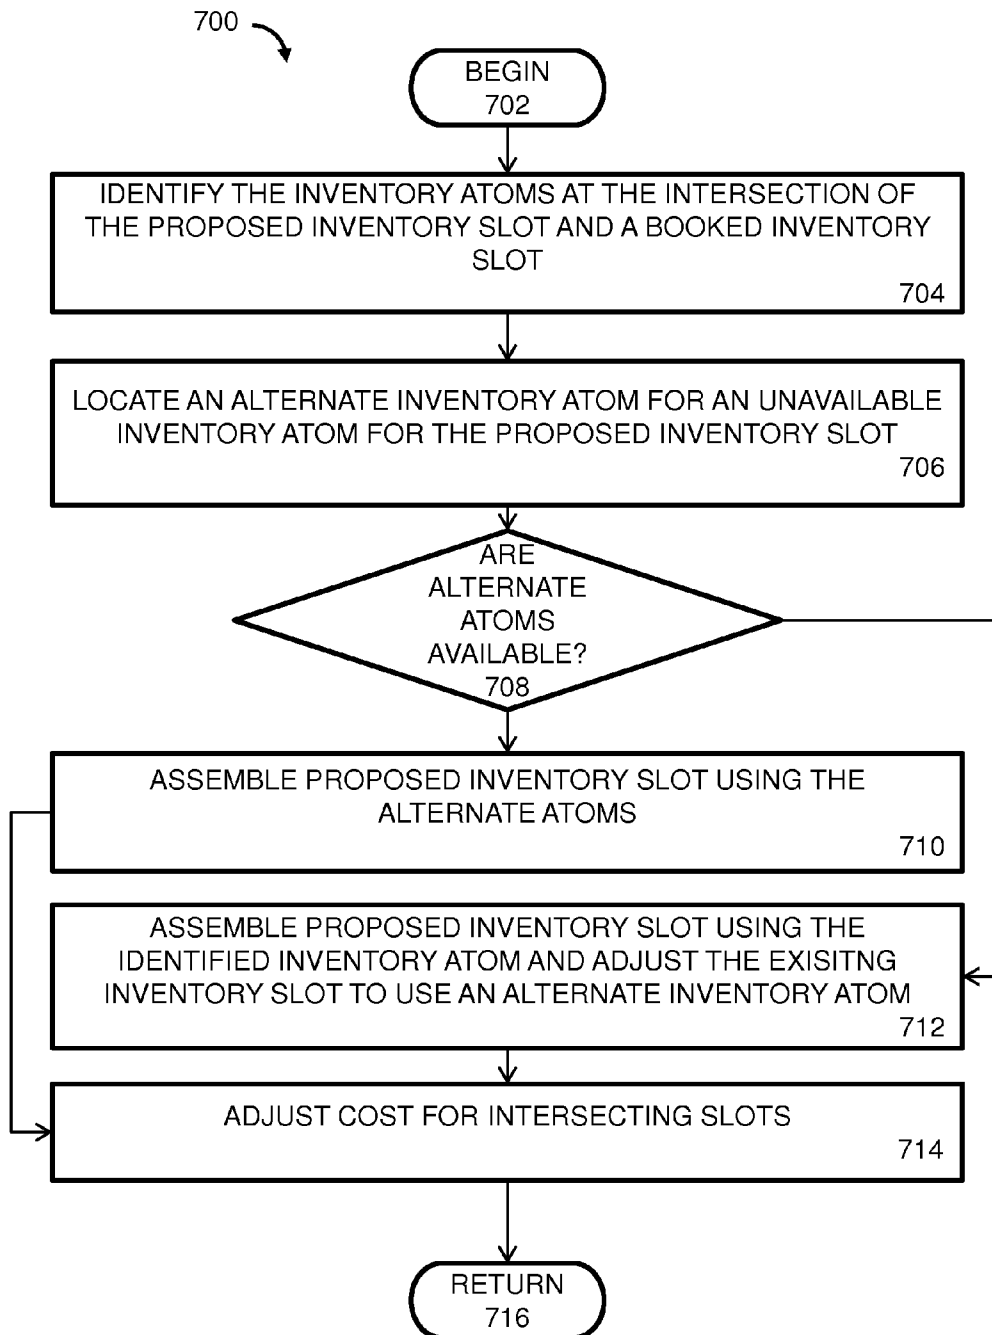 700
BEGIN
702
IDENTIFY THE INVENTORY ATOMS AT THE INTERSECTION OF
THE PROPOSED INVENTORY SLOT AND A BOOKED INVENTORY
SLOT
704
LOCATE AN ALTERNATE INVENTORY ATOM FOR AN UNAVAILABLE
INVENTORY ATOM FOR THE PROPOSED INVENTORY SLOT
706
ARE
ALTERNATE
ATOMS
AVAILABLE?
708
ASSEMBLE PROPOSED INVENTORY SLOT USING THE
ALTERNATE ATOMS
710
ASSEMBLE PROPOSED INVENTORY SLOT USING THE
IDENTIFIED INVENTORY ATOM AND ADJUST THE EXISITNG
INVENTORY SLOT TO USE AN ALTERNATE INVENTORY ATOM
712
ADJUST COST FOR INTERSECTING SLOTS
714
RETURN
716